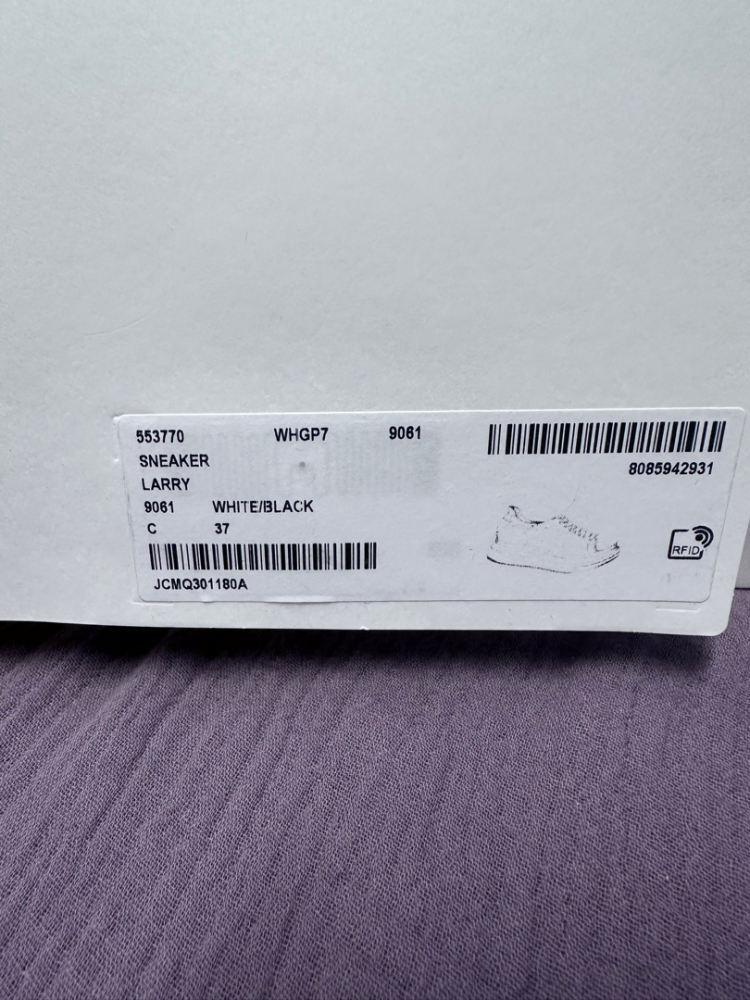 553770 WHGP7 9061
SNEAKER
LARRY
9061 WHITE/BLACK
C 37
JCMQ301180A
8085942931
RFID